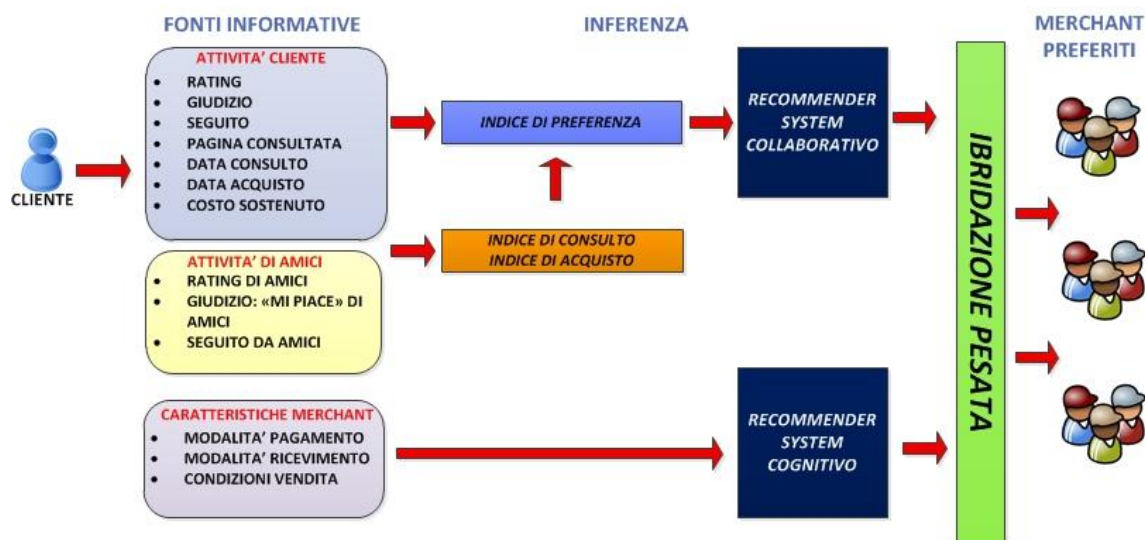 FONTI INFORMATIVE
INFERENZA
MERCHANT
PREFERITI
CLIENTE
ATTIVITA' CLIENTE
• RATING
• GIUDIZIO
• SEGUITO
• PAGINA CONSULTATA
• DATA CONSULTO
• DATA ACQUISTO
• COSTO SOSTENUTO
ATTIVITA' DI AMICI
• RATING DI AMICI
• GIUDIZIO: «MI PIACE» DI
AMICI
• SEGUITO DA AMICI
CARATTERISTICHE MERCHANT
• MODALITA' PAGAMENTO
• MODALITA' RICEVIMENTO
• CONDIZIONI VENDITA
INDICE DI PREFERENZA
INDICE DI CONSULTO
INDICE DI ACQUISTO
RECOMMENDER
SYSTEM
COLLABORATIVO
RECOMMENDER
SYSTEM
COGNITIVO
IBRIDAZIONE PESATA